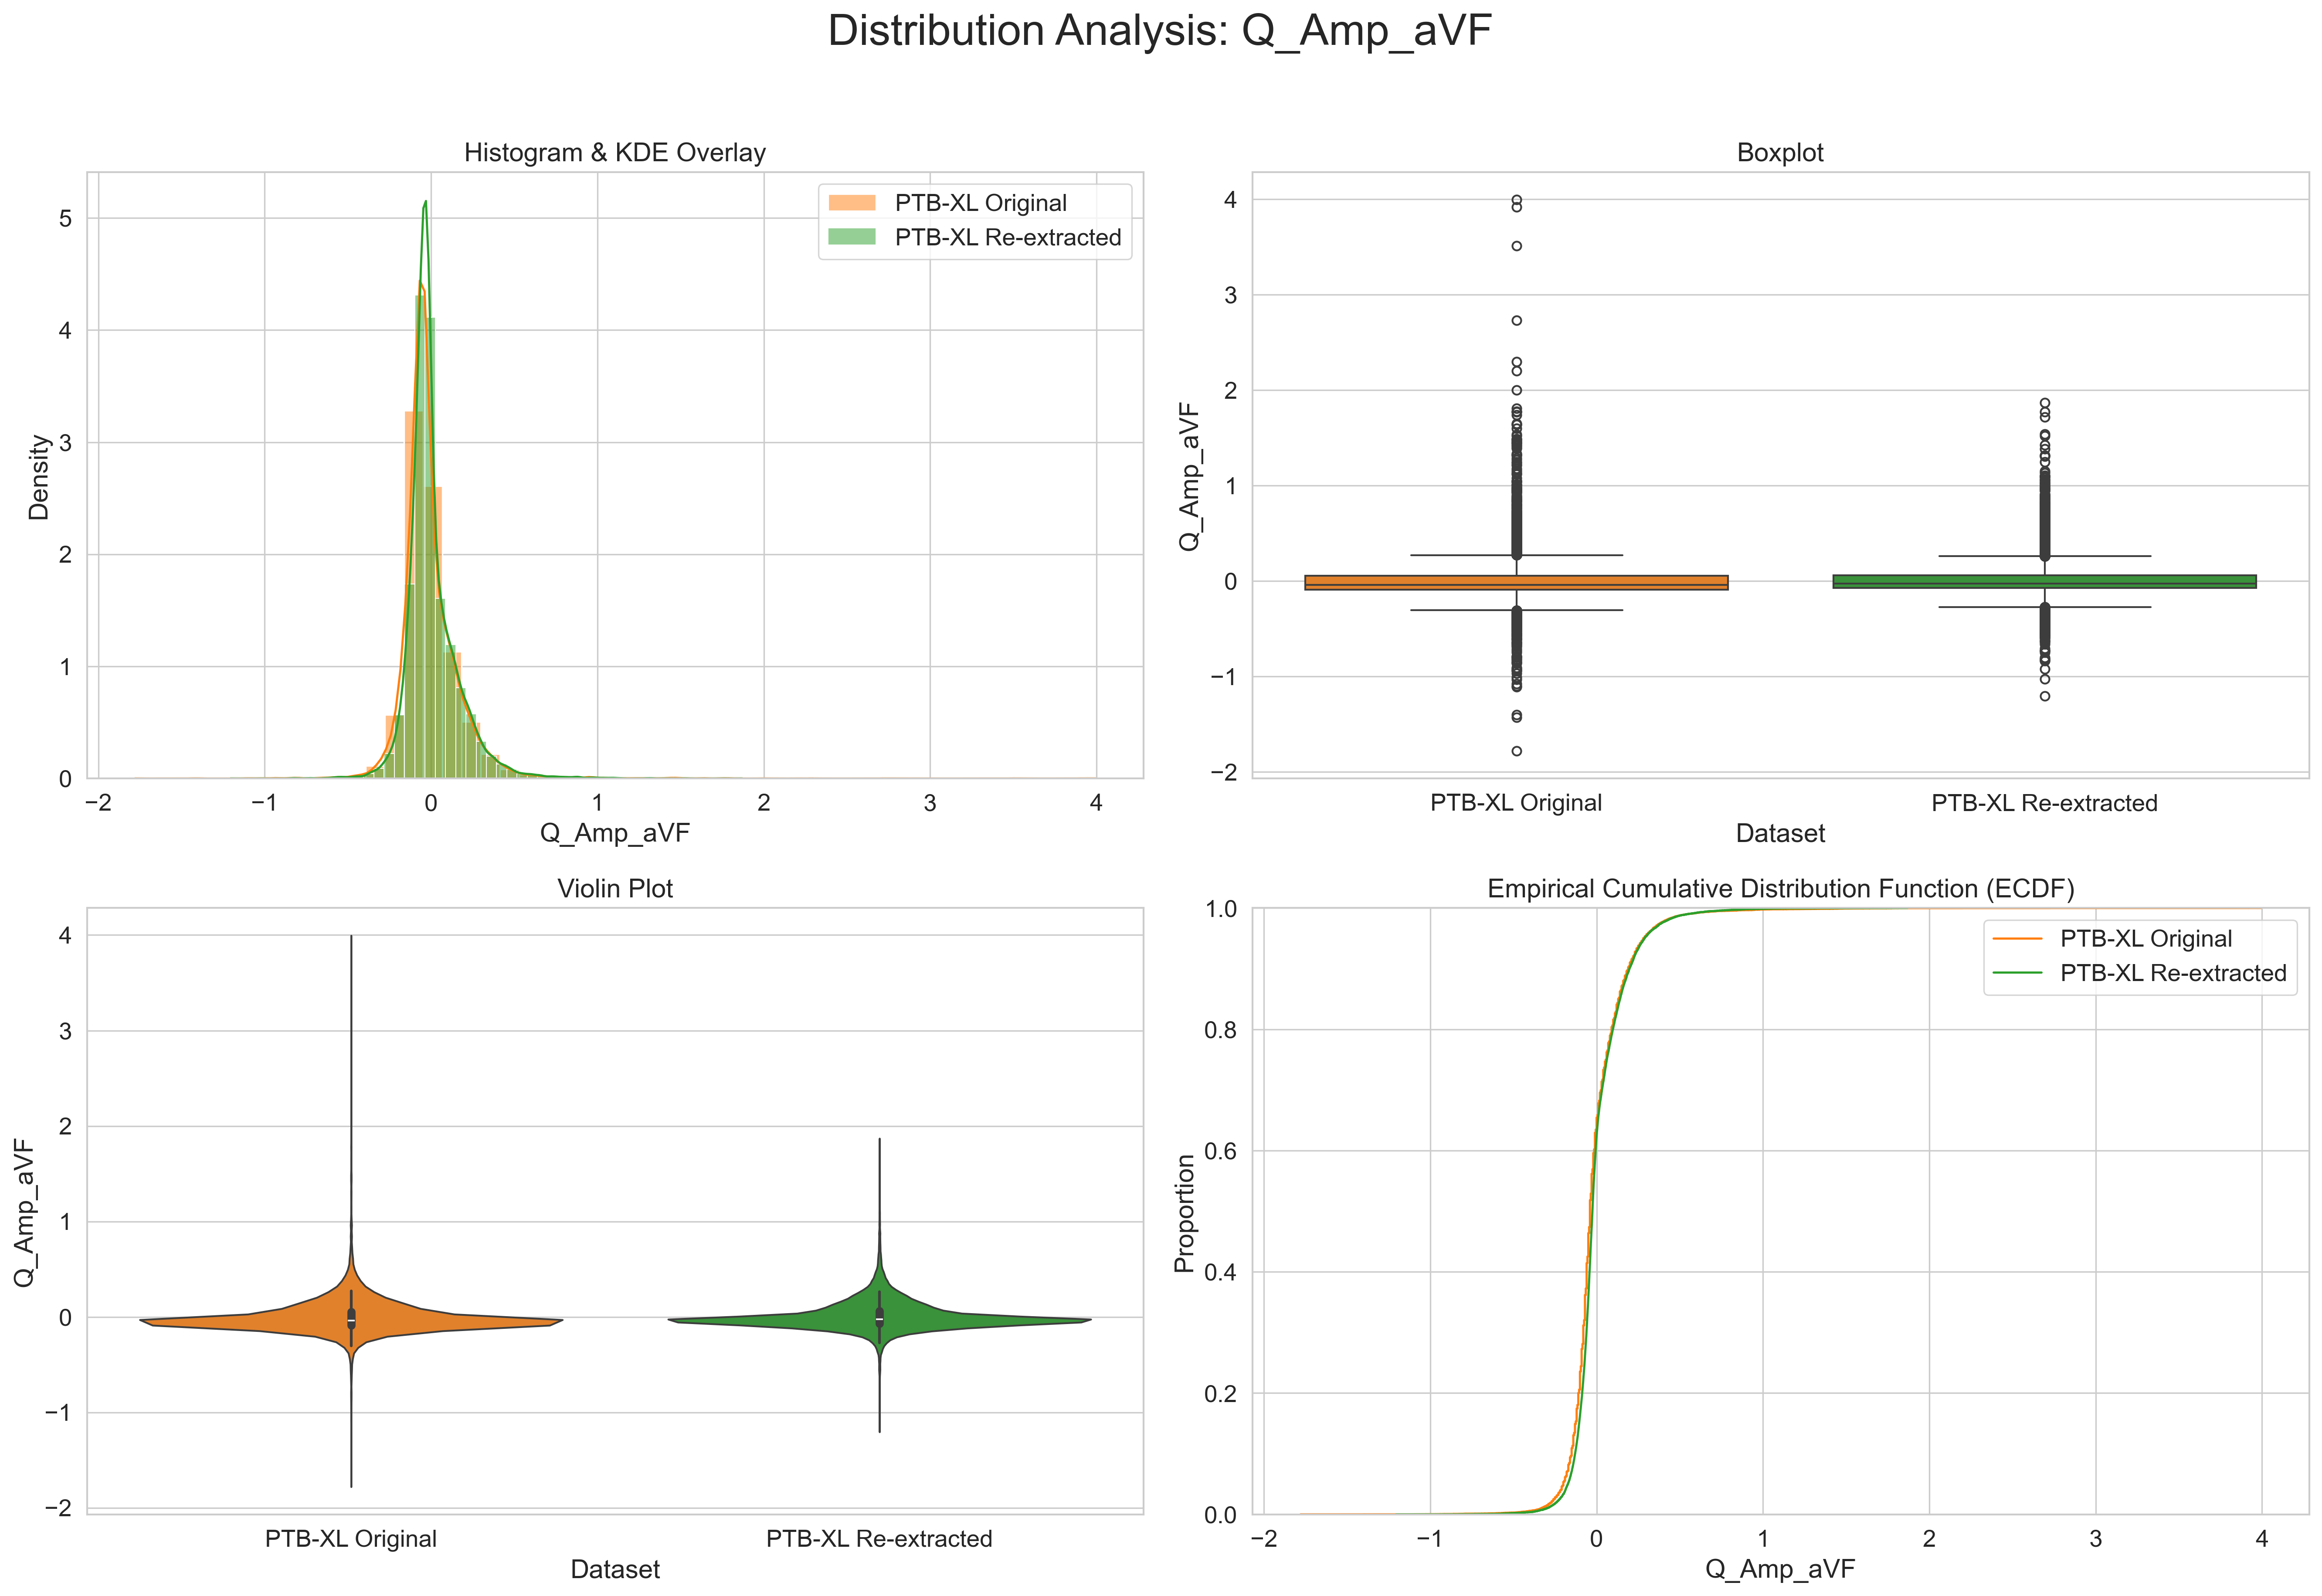 Distribution Analysis: Q_Amp_aVF
Histogram & KDE Overlay
PTB-XL Original
PTB-XL Re-extracted
Density
5
4
3
2
1
0
−2
−1
0
1
2
3
4
Q_Amp_aVF
Boxplot
Q_Amp_aVF
4
3
2
1
0
−1
−2
PTB-XL Original
PTB-XL Re-extracted
Dataset
Violin Plot
Q_Amp_aVF
4
3
2
1
0
−1
−2
PTB-XL Original
PTB-XL Re-extracted
Dataset
Empirical Cumulative Distribution Function (ECDF)
PTB-XL Original
PTB-XL Re-extracted
Proportion
1.0
0.8
0.6
0.4
0.2
0.0
−2
−1
0
1
2
3
4
Q_Amp_aVF